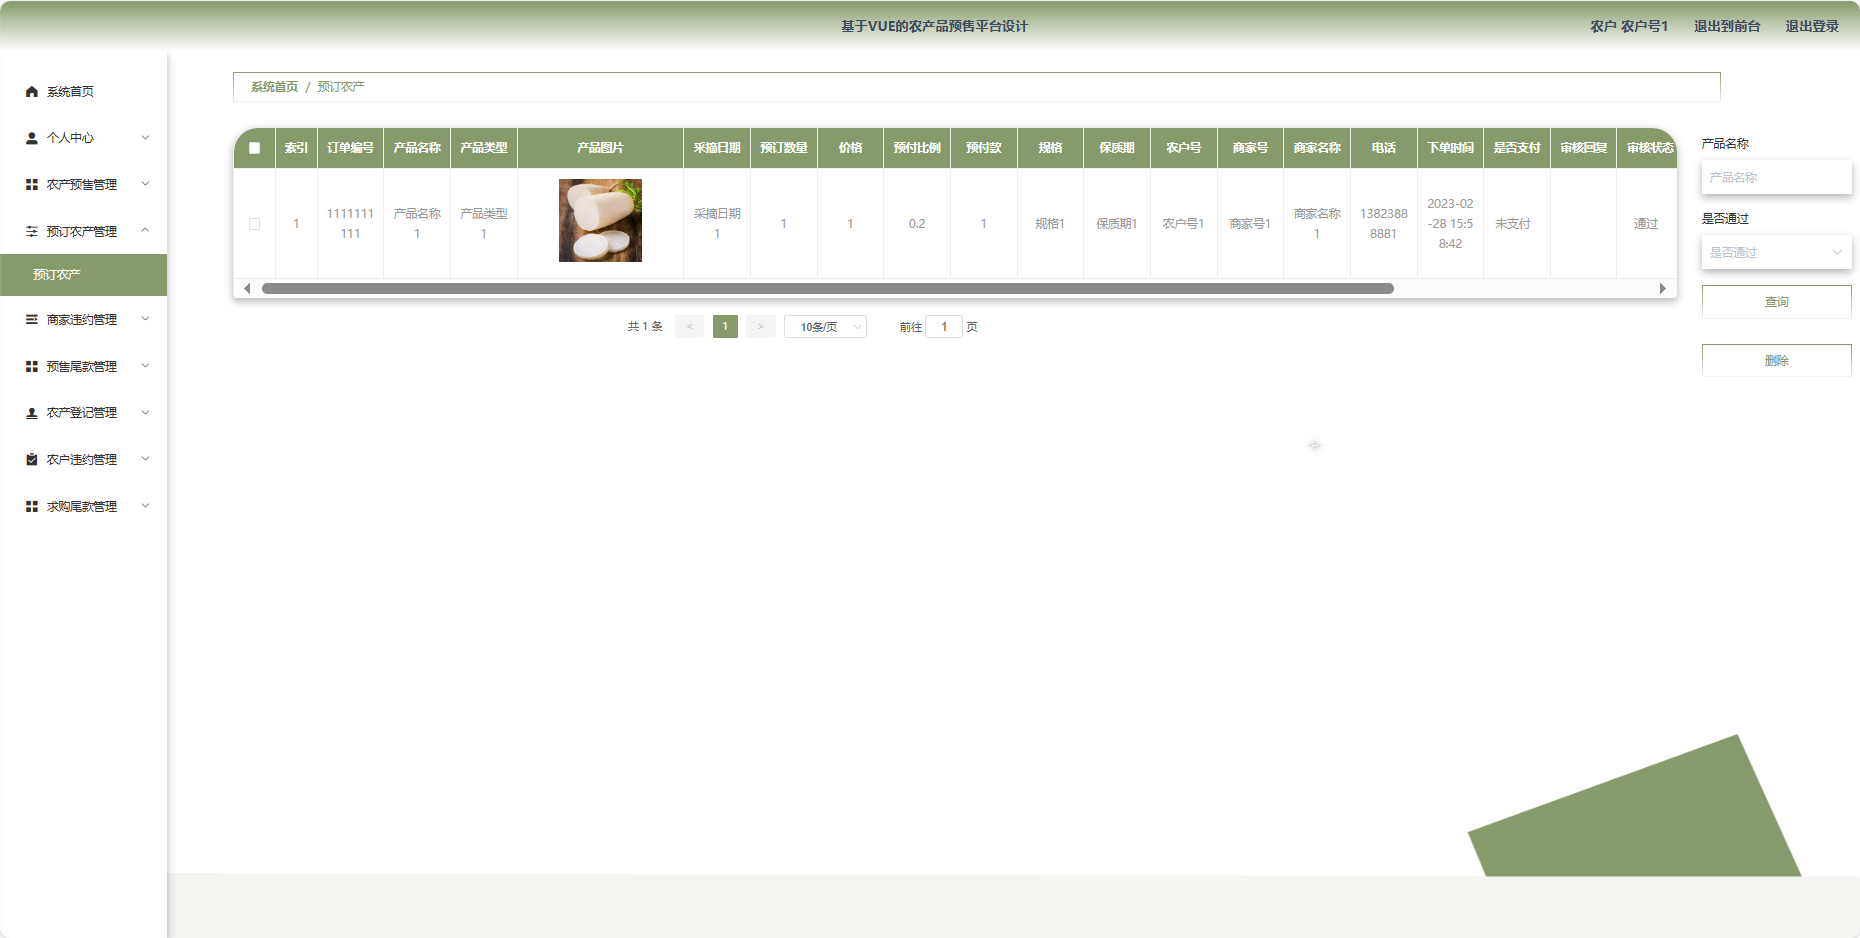 基于VUE的农产品预售平台设计
农户 农户号1
退出到前台
退出登录
系统首页
个人中心
农产预售管理
预订农产管理
预订农产
商家违约管理
预售尾款管理
农产登记管理
农户违约管理
求购尾款管理
系统首页 / 预订农产
索引 订单编号 产品名称 产品类型 产品图片 采摘日期 预订数量 价格 预付比例 预付款 规格 保质期 农户号 商家号 商家名称 电话 下单时间 是否支付 审核回复 审核状态
1
1111111
111
产品名称
1
产品类型
1
采摘日期
1
1
1
0.2
1
规格1
保质期1
农户号1
商家号1
商家名称
1
1382388
8881
2023-02
-28 15:5
8:42
未支付
通过
共 1 条 < 1 > 10条/页 前往 1 页
产品名称
产品名称
是否通过
是否通过
查询
删除